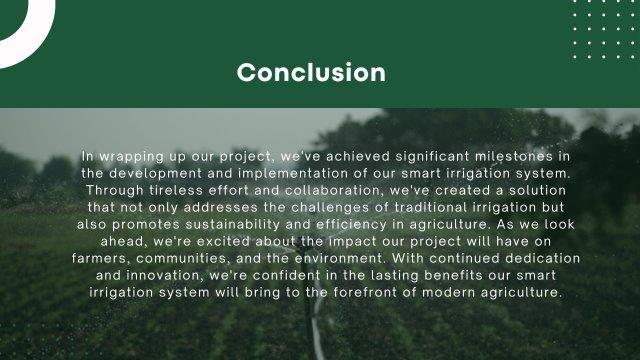 Conclusion
In wrapping up our project, we've achieved significant milestones in
the development and implementation of our smart irrigation system.
Through tireless effort and collaboration, we've created a solution
that not only addresses the challenges of traditional irrigation but
also promotes sustainability and efficiency in agriculture. As we look
ahead, we're excited about the impact our project will have on
farmers, communities, and the environment. With continued dedication
and innovation, we're confident in the lasting benefits our smart
irrigation system will bring to the forefront of modern agriculture.